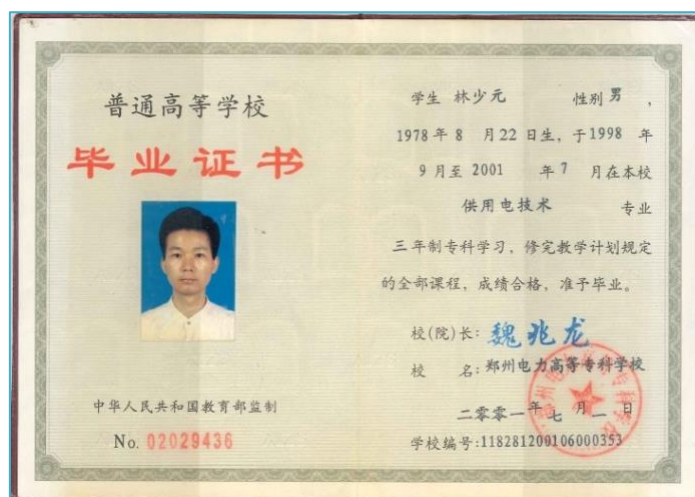 普通高等学校
毕业证书
中华人民共和国教育部监制
No. 02029436
学生 林少元 性别 男 ，
1978 年 8 月 22 日生，于 1998 年
9 月至 2001 年 7 月在本校
供用电技术 专业
三年制专科学习，修完教学计划规定
的全部课程，成绩合格，准予毕业。
校(院)长：魏兆龙
校 名：郑州电力高等专科学校
二零零一年 七 月 一 日
学校编号：118281200106000353